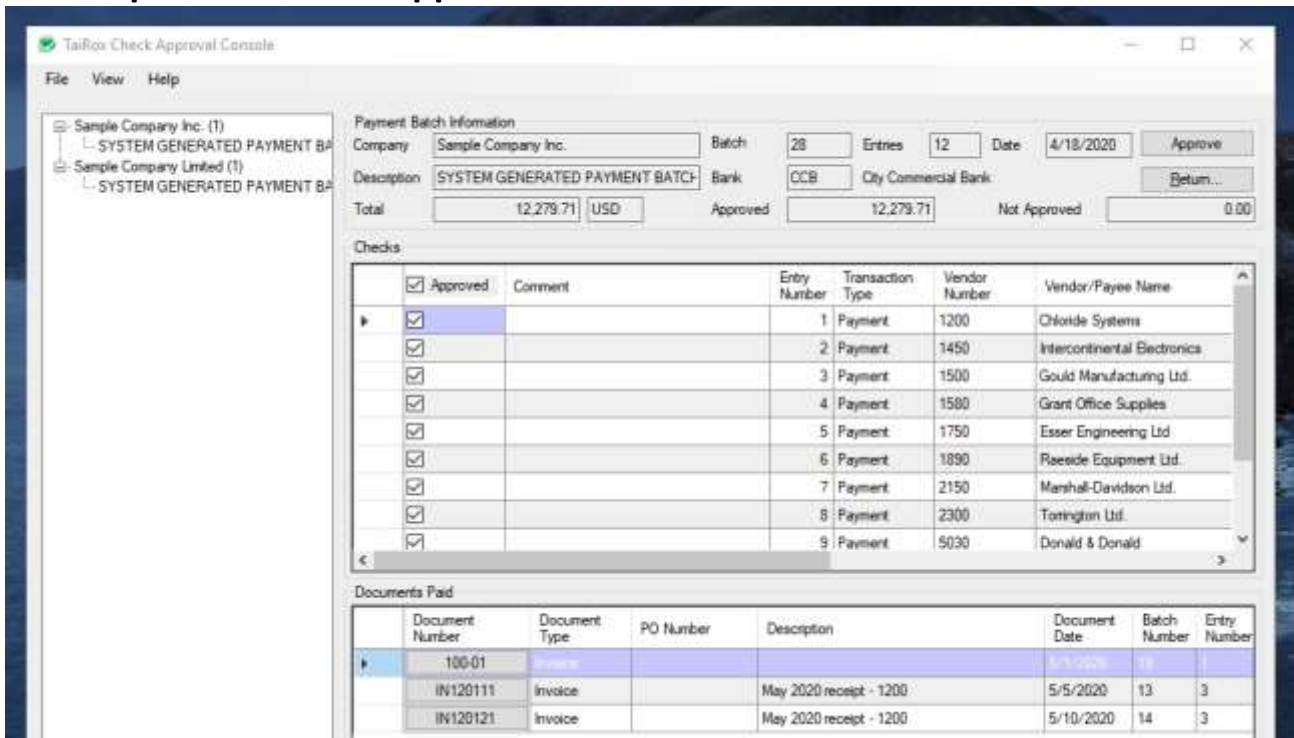 TaiRox Check Approval Console
File View Help
Sample Company Inc. (1)
SYSTEM GENERATED PAYMENT BA
Sample Company Limited (1)
SYSTEM GENERATED PAYMENT BA
Payment Batch Information
Company Sample Company Inc. Batch 28 Entries 12 Date 4/18/2020 Approve
Description SYSTEM GENERATED PAYMENT BATCH Bank CCB City Commercial Bank Return...
Total 12,279.71 USD Approved 12,279.71 Not Approved 0.00
Checks
Approved Comment Entry Number Transaction Type Vendor Number Vendor/Payee Name
1 Payment 1200 Chloride Systems
2 Payment 1450 Intercontinental Electronics
3 Payment 1500 Gould Manufacturing Ltd.
4 Payment 1580 Grant Office Supplies
5 Payment 1750 Esser Engineering Ltd
6 Payment 1890 Raeside Equipment Ltd.
7 Payment 2150 Marshall-Davidson Ltd.
8 Payment 2300 Torrington Ltd.
9 Payment 5030 Donald & Donald
Documents Paid
Document Number Document Type PO Number Description Document Date Batch Number Entry Number
100-01 Invoice
IN120111 Invoice May 2020 receipt - 1200 5/5/2020 13 3
IN120121 Invoice May 2020 receipt - 1200 5/10/2020 14 3